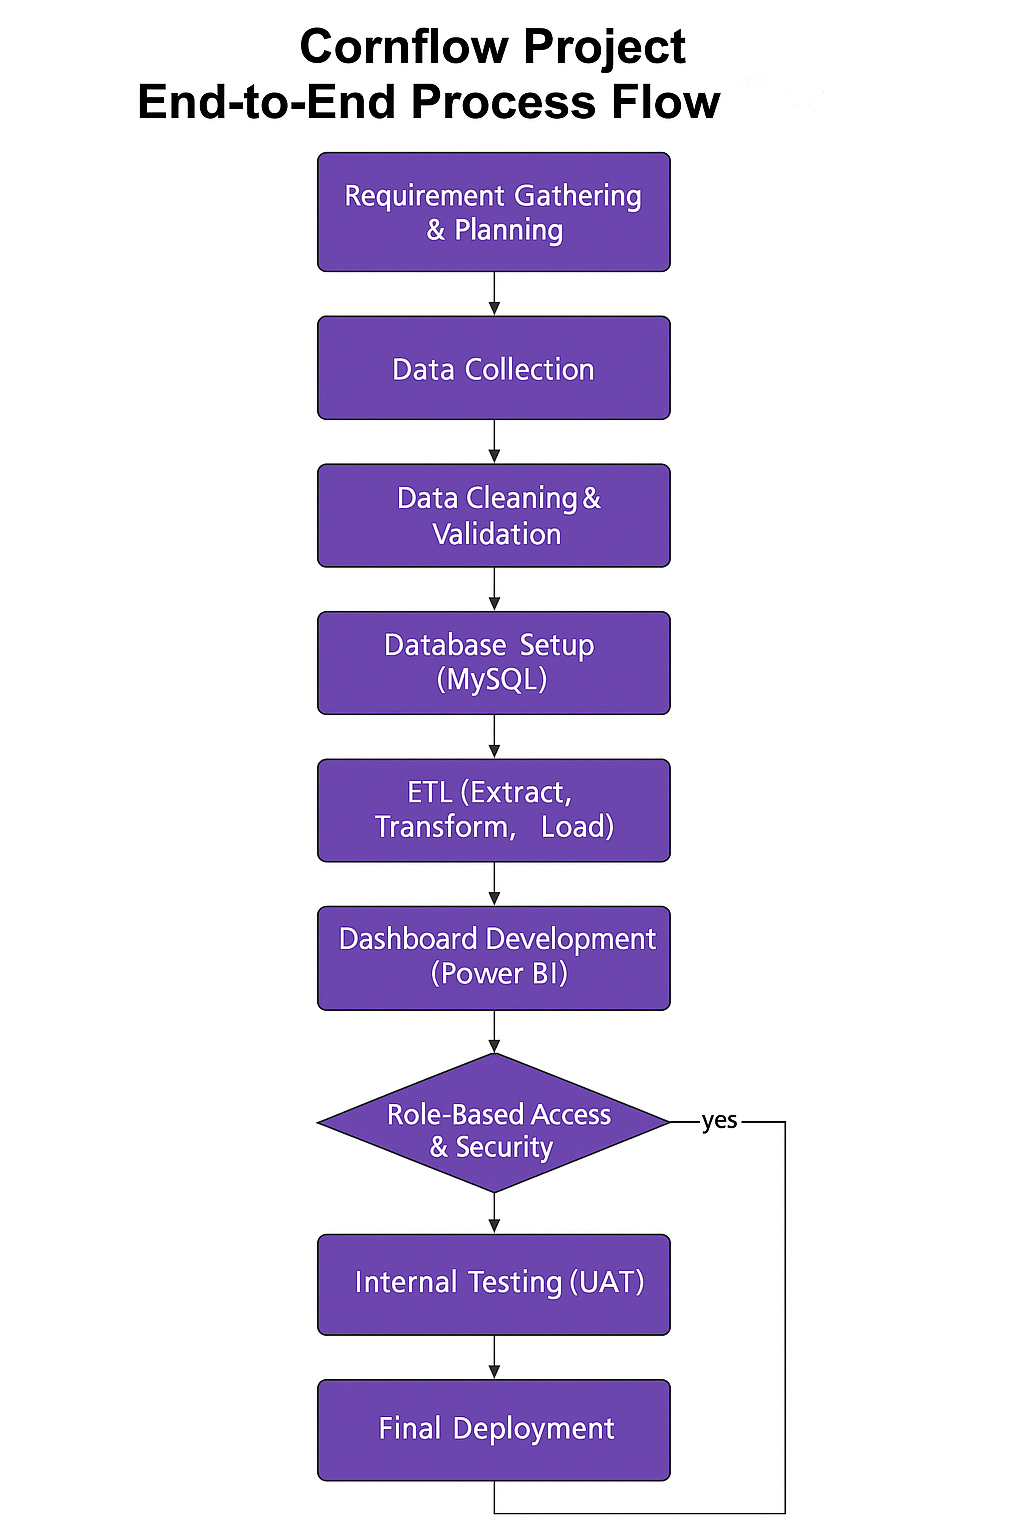 Cornflow Project
End-to-End Process Flow
Requirement Gathering
& Planning
Data Collection
Data Cleaning &
Validation
Database Setup
(MySQL)
ETL (Extract,
Transform, Load)
Dashboard Development
(Power BI)
Role-Based Access
& Security
yes
Internal Testing (UAT)
Final Deployment